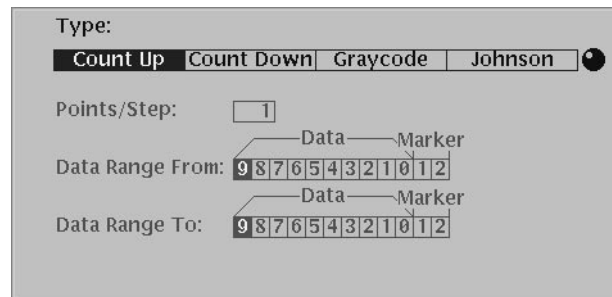 Type:
Count Up Count Down Graycode Johnson
Points/Step: 1
Data Marker
Data Range From: 9 8 7 6 5 4 3 2 1 0 1 2
Data Marker
Data Range To: 9 8 7 6 5 4 3 2 1 0 1 2